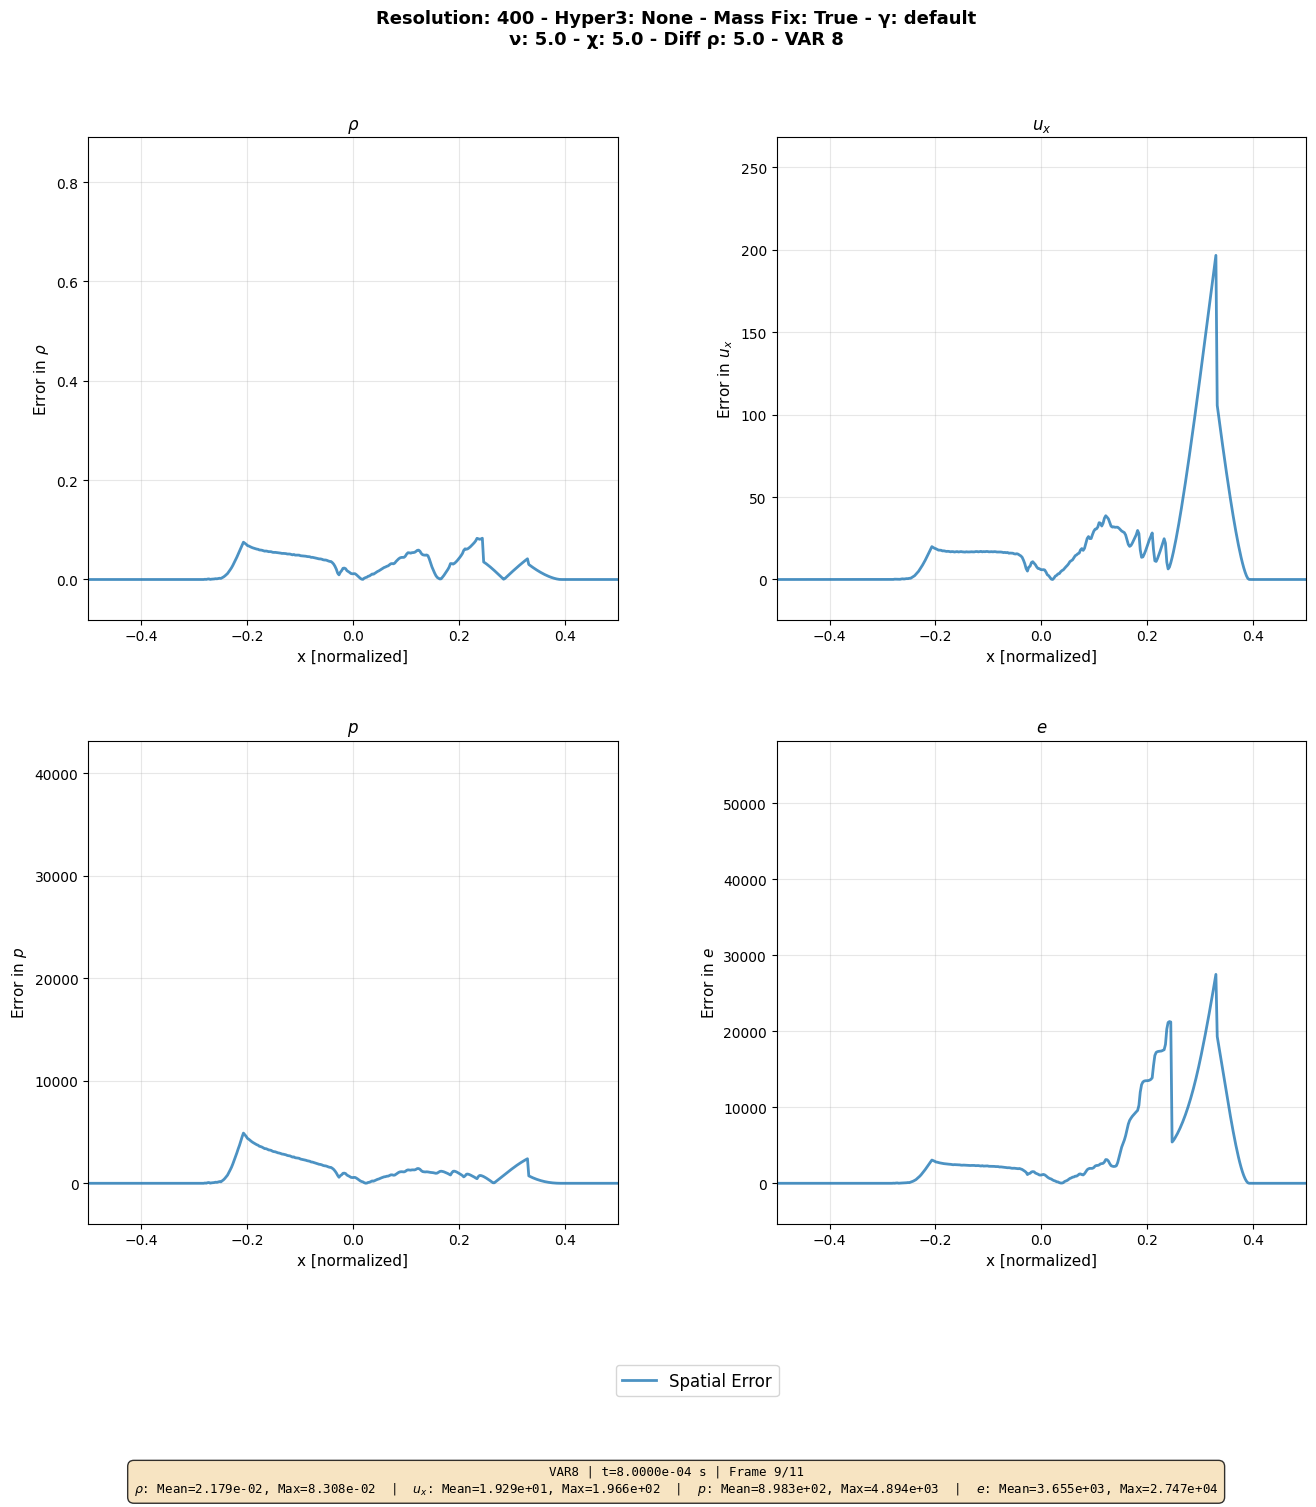 Resolution: 400 - Hyper3: None - Mass Fix: True - γ: default
ν: 5.0 - χ: 5.0 - Diff ρ: 5.0 - VAR 8
ρ
Error in ρ
0.8
0.6
0.4
0.2
0.0
−0.4 −0.2 0.0 0.2 0.4
x [normalized]
u_x
Error in u_x
250
200
150
100
50
0
−0.4 −0.2 0.0 0.2 0.4
x [normalized]
p
Error in p
40000
30000
20000
10000
0
−0.4 −0.2 0.0 0.2 0.4
x [normalized]
e
Error in e
50000
40000
30000
20000
10000
0
−0.4 −0.2 0.0 0.2 0.4
x [normalized]
Spatial Error
VAR8 | t=8.0000e-04 s | Frame 9/11
ρ: Mean=2.179e-02, Max=8.308e-02 | u_x: Mean=1.929e+01, Max=1.966e+02 | p: Mean=8.983e+02, Max=4.894e+03 | e: Mean=3.655e+03, Max=2.747e+04